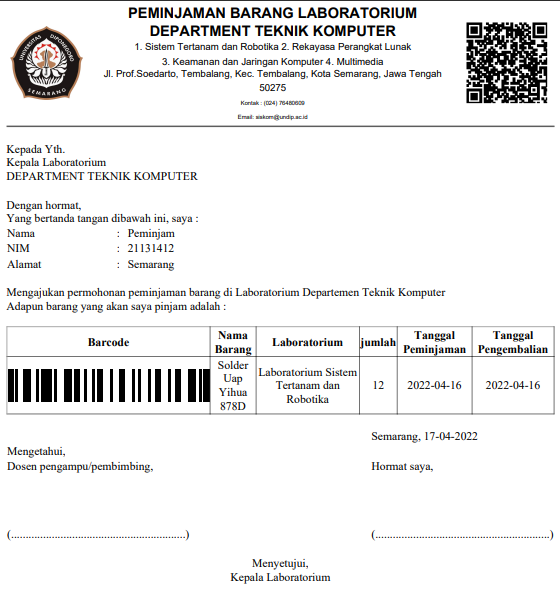 UNIVERSITAS DIPONEGORO
SEMARANG
PEMINJAMAN BARANG LABORATORIUM
DEPARTMENT TEKNIK KOMPUTER
1. Sistem Tertanam dan Robotika 2. Rekayasa Perangkat Lunak
3. Keamanan dan Jaringan Komputer 4. Multimedia
Jl. Prof.Soedarto, Tembalang, Kec. Tembalang, Kota Semarang, Jawa Tengah
50275
Kontak : (024) 76480609
Email: siskom@undip.ac.id
Kepada Yth.
Kepala Laboratorium
DEPARTMENT TEKNIK KOMPUTER
Dengan hormat,
Yang bertanda tangan dibawah ini, saya :
Nama : Peminjam
NIM : 21131412
Alamat : Semarang
Mengajukan permohonan peminjaman barang di Laboratorium Departemen Teknik Komputer
Adapun barang yang akan saya pinjam adalah :
Barcode Nama Barang Laboratorium jumlah Tanggal Peminjaman Tanggal Pengembalian
Solder Uap Yihua 878D Laboratorium Sistem Tertanam dan Robotika 12 2022-04-16 2022-04-16
Semarang, 17-04-2022
Mengetahui,
Dosen pengampu/pembimbing, Hormat saya,
(............................................................) (............................................................)
Menyetujui,
Kepala Laboratorium